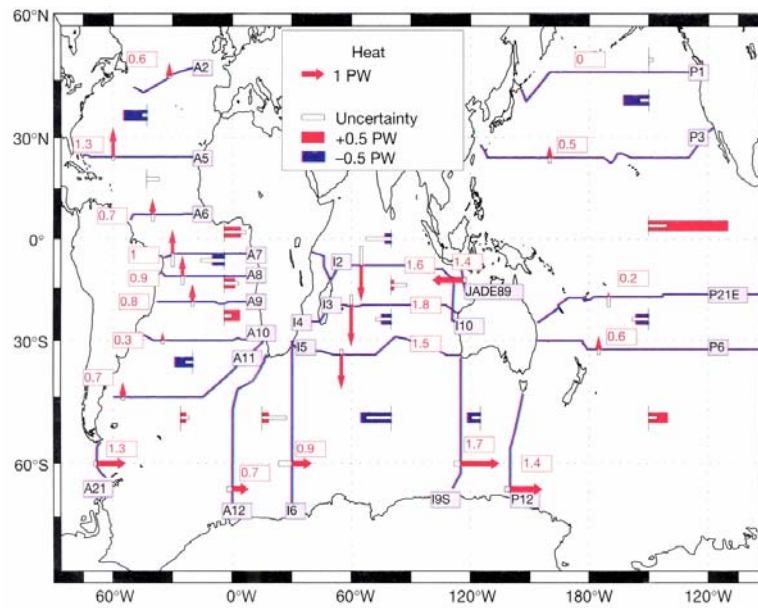 60°N
30°N
0°
30°S
60°S
Heat
1 PW
Uncertainty
+0.5 PW
−0.5 PW
0.6
A2
0
P1
1.3
A5
0.5
P3
0.7
A6
1
A7
I2
1.6
1.4
0.9
A8
JADE89
0.2
P21E
0.8
A9
I3
1.8
I4
I10
0.3
A10
0.6
P6
A11
I5
1.5
0.7
1.3
0.7
0.9
1.7
1.4
A21
A12
I6
I9S
P12
60°W
0°W
60°W
120°W
180°W
120°W